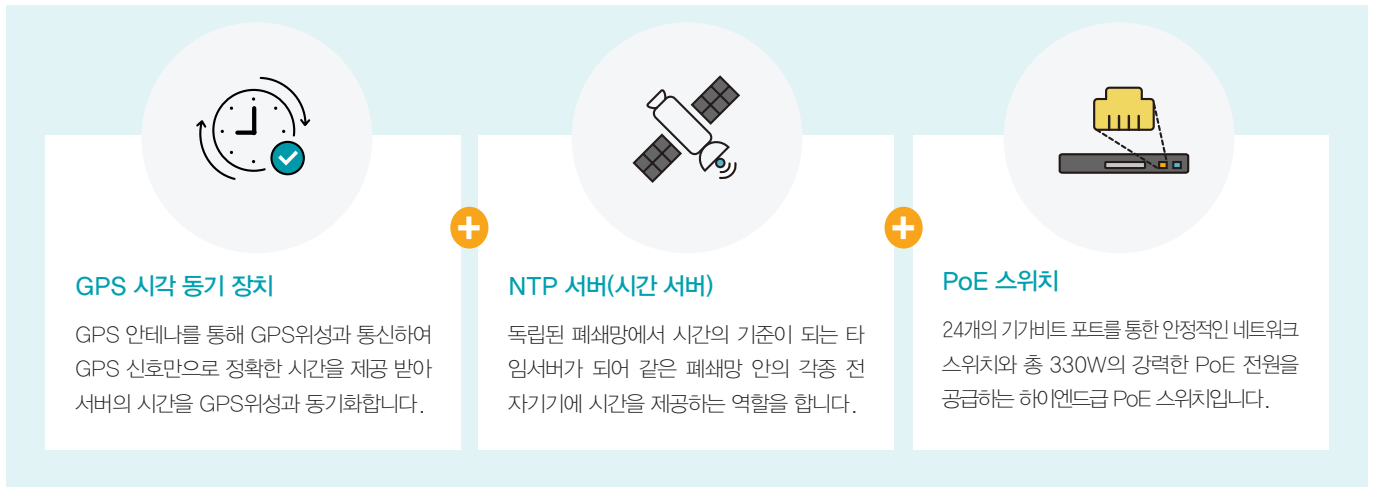 GPS 시각 동기 장치
GPS 안테나를 통해 GPS위성과 통신하여
GPS 신호만으로 정확한 시간을 제공 받아
서버의 시간을 GPS위성과 동기화합니다.
NTP 서버(시간 서버)
독립된 폐쇄망에서 시간의 기준이 되는 타
임서버가 되어 같은 폐쇄망 안의 각종 전
자기기에 시간을 제공하는 역할을 합니다.
PoE 스위치
24개의 기가비트 포트를 통한 안정적인 네트워크
스위치와 총 330W의 강력한 PoE 전원을
공급하는 하이엔드급 PoE 스위치입니다.